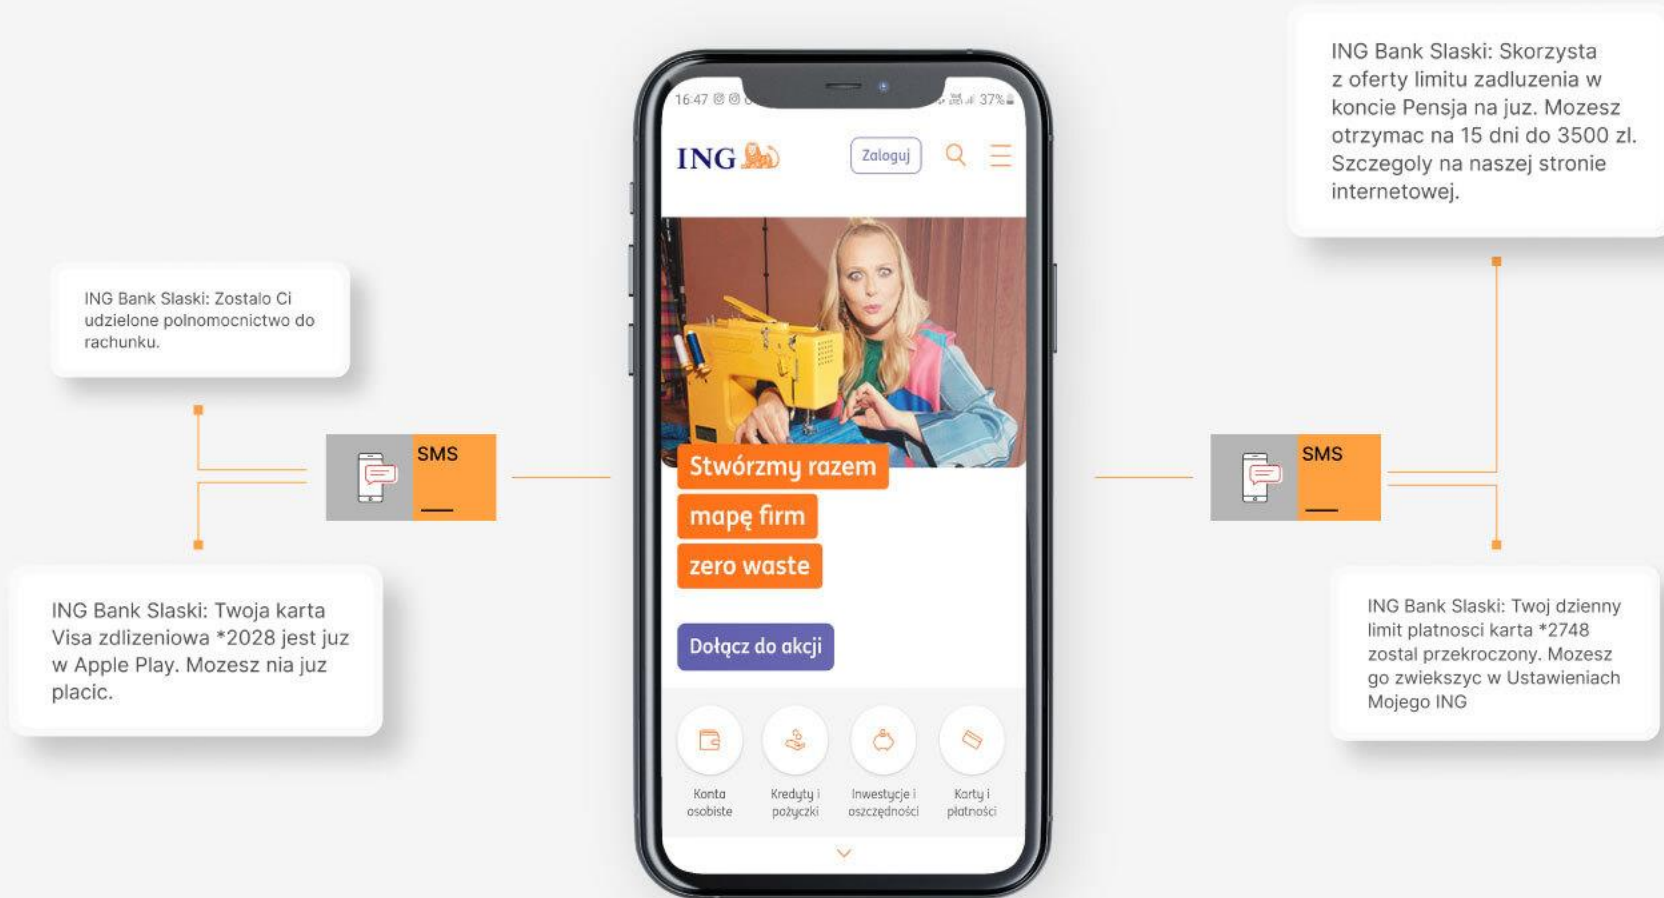 ING Bank Slaski: Zostalo Ci
udzielone polnomocnictwo do
rachunku.
SMS
ING Bank Slaski: Twoja karta
Visa zdlizeniowa *2028 jest juz
w Apple Play. Mozesz nia juz
placic.
16:47
37%
ING
Zaloguj
Stwórzmy razem
mapę firm
zero waste
Dołącz do akcji
Konta
osobiste
Kredyty i
pożyczki
Inwestycje i
oszczędności
Karty i
płatności
ING Bank Slaski: Skorzysta
z oferty limitu zadluzenia w
koncie Pensja na juz. Mozesz
otrzymac na 15 dni do 3500 zl.
Szczegoly na naszej stronie
internetowej.
SMS
ING Bank Slaski: Twoj dzienny
limit platnosci karta *2748
zostal przekroczony. Mozesz
go zwiekszyc w Ustawieniach
Mojego ING